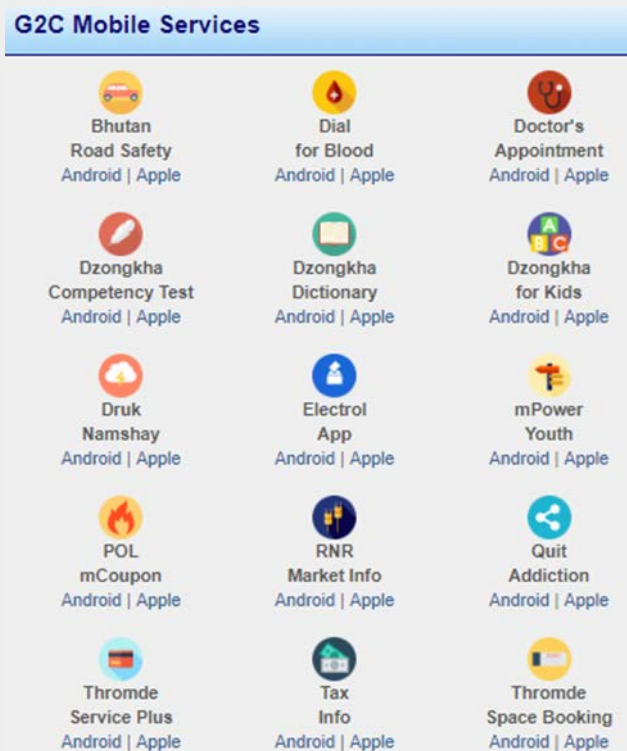 G2C Mobile Services
Bhutan
Road Safety
Android | Apple
Dial
for Blood
Android | Apple
Doctor's
Appointment
Android | Apple
Dzongkha
Competency Test
Android | Apple
Dzongkha
Dictionary
Android | Apple
A
B C
Dzongkha
for Kids
Android | Apple
Druk
Namshay
Android | Apple
Electrol
App
Android | Apple
mPower
Youth
Android | Apple
POL
mCoupon
Android | Apple
RNR
Market Info
Android | Apple
Quit
Addiction
Android | Apple
Thromde
Service Plus
Android | Apple
Tax
Info
Android | Apple
Thromde
Space Booking
Android | Apple